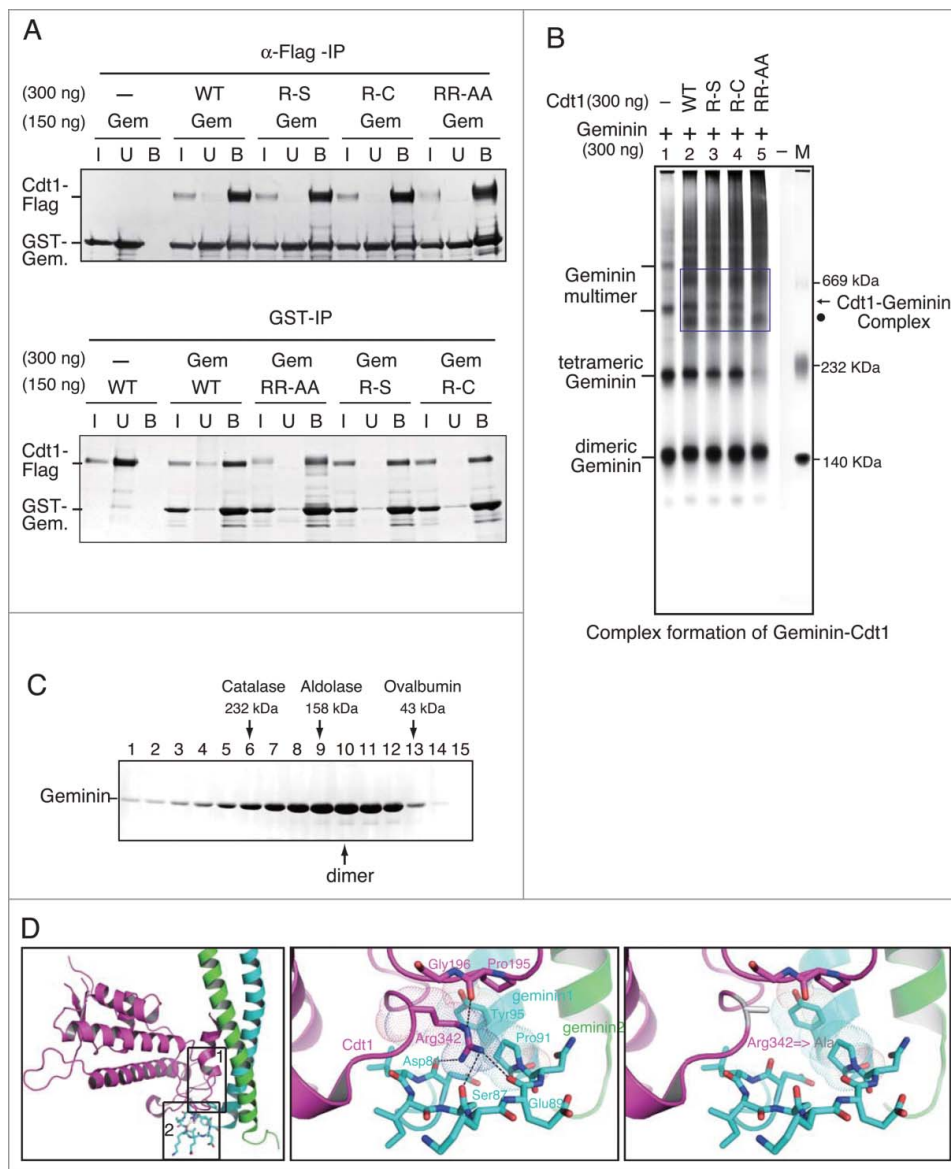 A
α-Flag -IP
(300 ng) — WT R-S R-C RR-AA
(150 ng) Gem Gem Gem Gem Gem
I U B I U B I U B I U B I U B
Cdt1-
Flag
GST-
Gem.
GST-IP
(300 ng) — Gem Gem Gem Gem
(150 ng) WT WT RR-AA R-S R-C
I U B I U B I U B I U B I U B
Cdt1-
Flag
GST-
Gem.
B
Cdt1(300 ng) – WT R-S R-C RR-AA
Geminin + + + + +
(300 ng) 1 2 3 4 5 – M
Geminin
multimer
669 kDa
Cdt1-Geminin
Complex
tetrameric
Geminin
232 KDa
dimeric
Geminin
140 KDa
Complex formation of Geminin-Cdt1
C
Catalase Aldolase Ovalbumin
232 kDa 158 kDa 43 kDa
1 2 3 4 5 6 7 8 9 10 11 12 13 14 15
Geminin
dimer
D
1
2
Gly196 Pro195
geminin1
Tyr95
geminin2
Arg342
Pro91
Cdt1
Ser87
Glu89
Arg342=> Ala